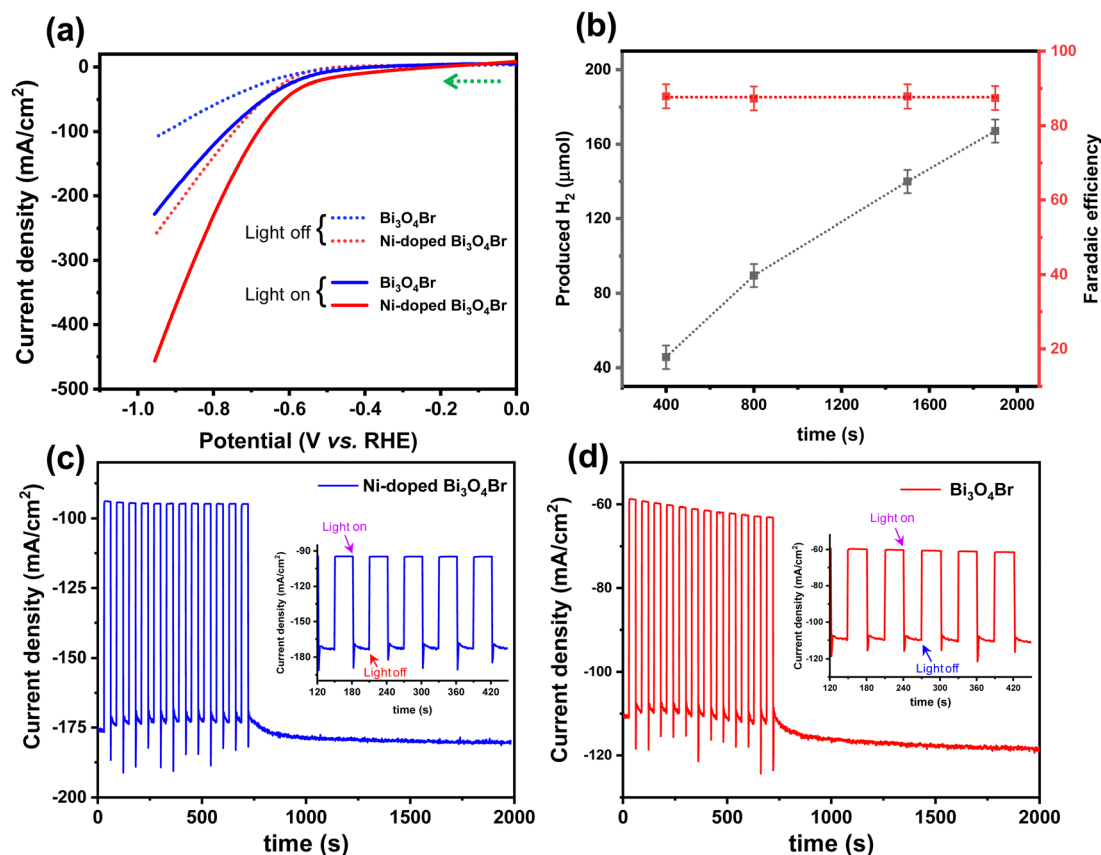 (a)
Current density (mA/cm²)
0
-100
-200
-300
-400
-500
Light off { Bi₃O₄Br
Ni-doped Bi₃O₄Br
Light on { Bi₃O₄Br
Ni-doped Bi₃O₄Br
-1.0 -0.8 -0.6 -0.4 -0.2 0.0
Potential (V vs. RHE)
(b)
Produced H₂ (μmol)
200
160
120
80
40
100
80
60
40
20
Faradaic efficiency
400 800 1200 1600 2000
time (s)
(c)
Current density (mA/cm²)
-75
-100
-125
-150
-175
-200
Ni-doped Bi₃O₄Br
Light on
Current density (mA/cm²)
-90
-120
-150
-180
Light off
120 180 240 300 360 420
time (s)
0 500 1000 1500 2000
time (s)
(d)
Current density (mA/cm²)
-60
-80
-100
-120
Bi₃O₄Br
Light on
Current density (mA/cm²)
-60
-80
-100
-120
Light off
120 180 240 300 360 420
time (s)
0 500 1000 1500 2000
time (s)